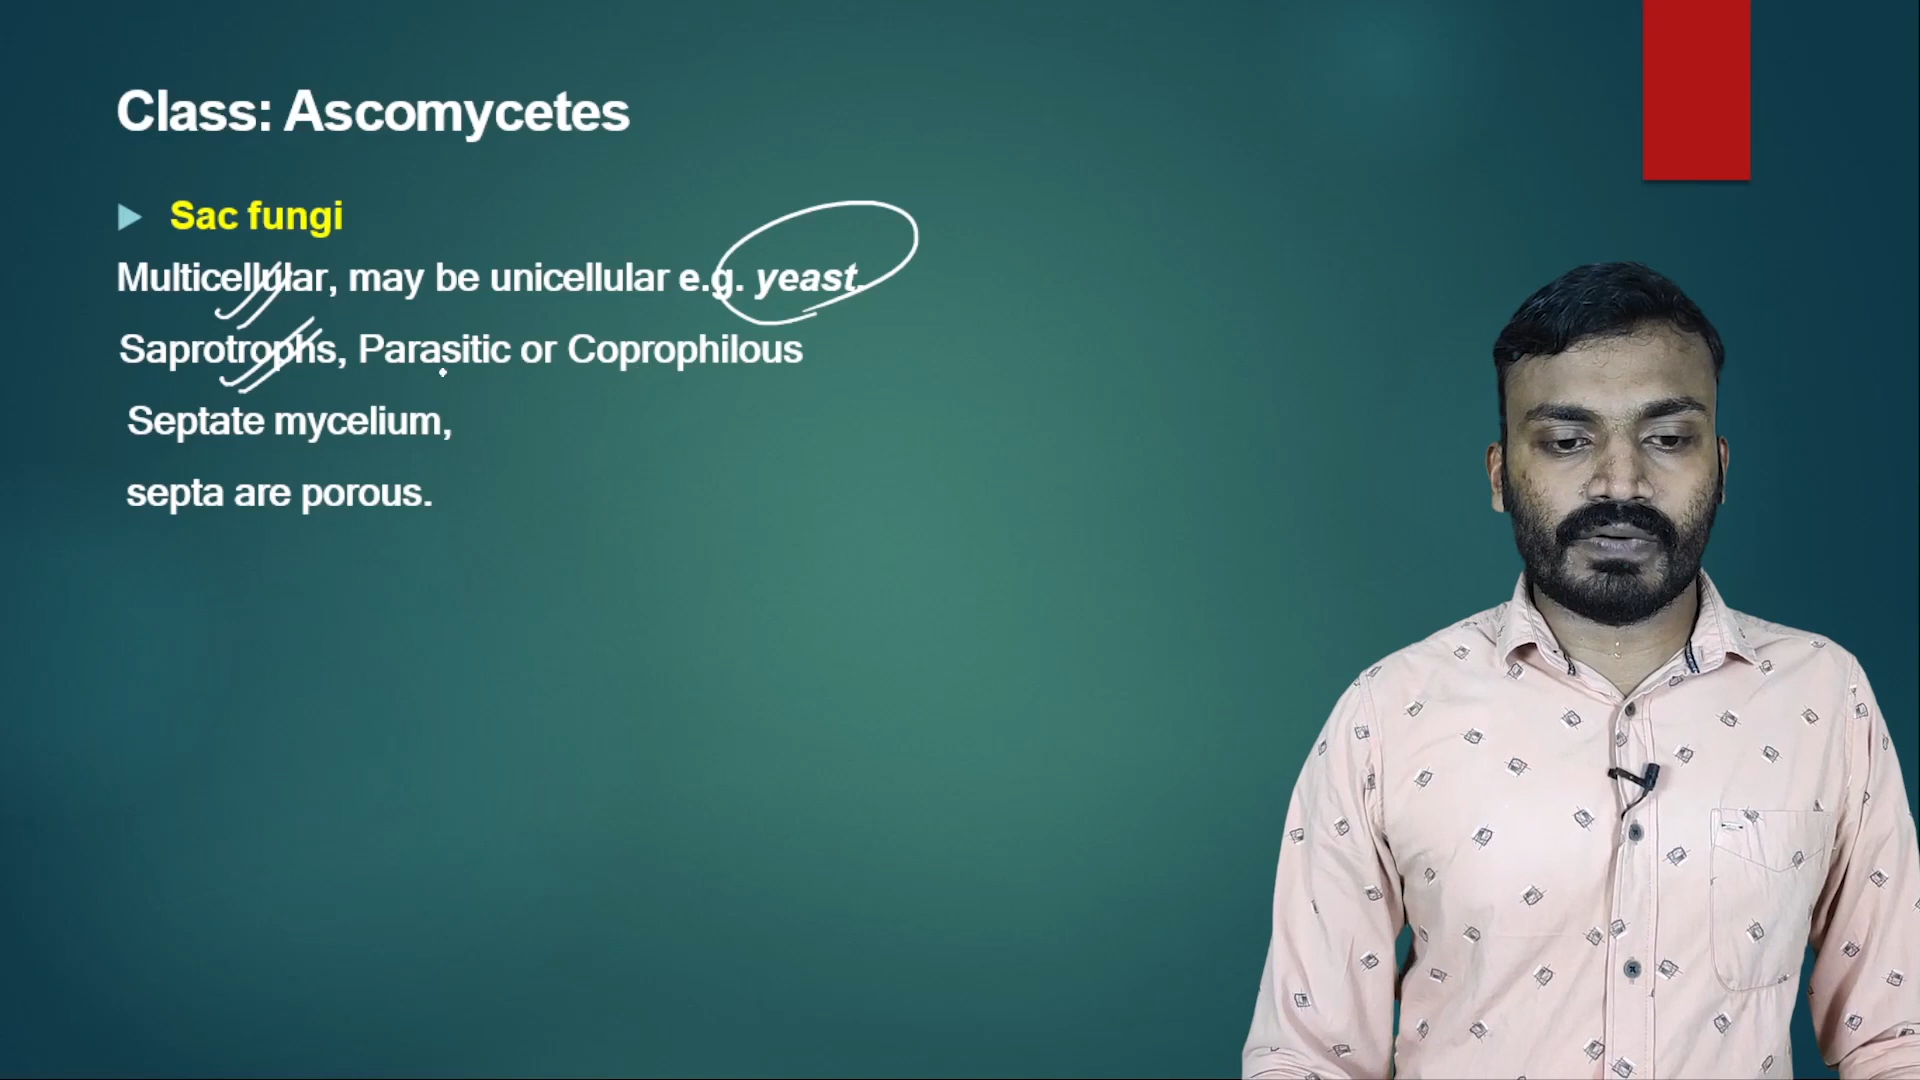 Class: Ascomycetes
Sac fungi
Multicellular, may be unicellular e.g. yeast.
Saprotrophs, Parasitic or Coprophilous
Septate mycelium,
septa are porous.